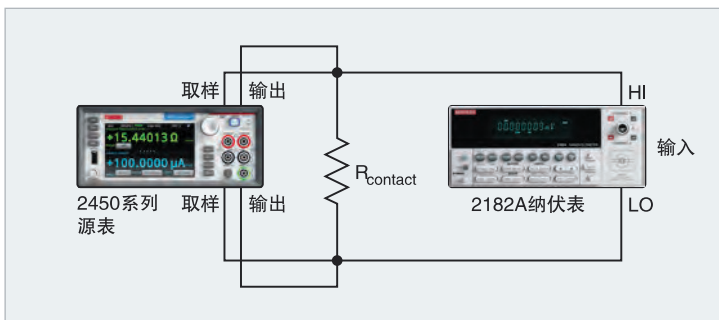 取样 输出
HI
+15.44013 Ω
+100.0000 µA
Rcontact
输入
2450系列
源表
取样 输出
2182A纳伏表
LO